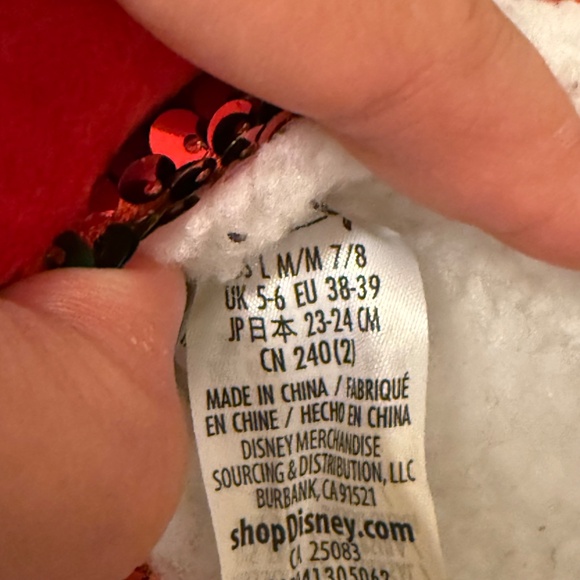 L M/M 7/8
UK 5-6 EU 38-39
JP日本 23-24 CM
CN 240(2)
MADE IN CHINA / FABRIQUÉ
EN CHINE / HECHO EN CHINA
DISNEY MERCHANDISE
SOURCING & DISTRIBUTION, LLC
BURBANK, CA 91521
shopDisney.com
CA 25083